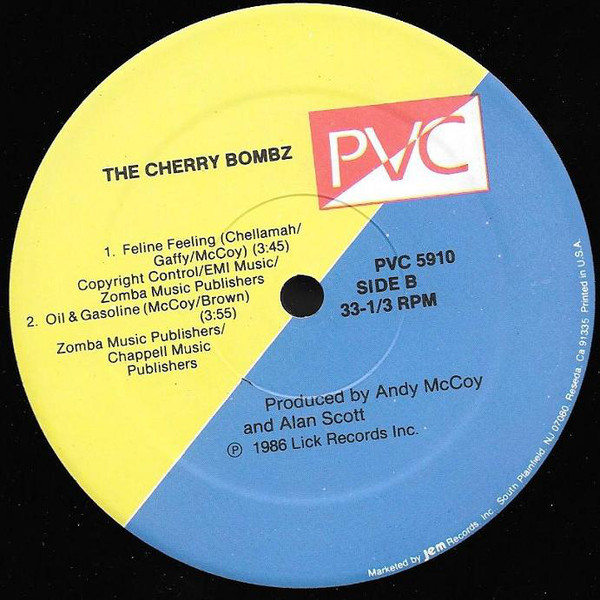 THE CHERRY BOMBZ
PVC
1. Feline Feeling (Chellamah/
Gaffy/McCoy) (3:45)
Copyright Control/EMI Music/
Zomba Music Publishers
2. Oil & Gasoline (McCoy/Brown)
(3:55)
Zomba Music Publishers/
Chappell Music
Publishers
PVC 5910
SIDE B
33-1/3 RPM
Produced by Andy McCoy
and Alan Scott
℗ 1986 Lick Records Inc.
Marketed by jem Records Inc. South Plainfield, NJ 07080 Reseda, Ca 91335 Printed in U.S.A.